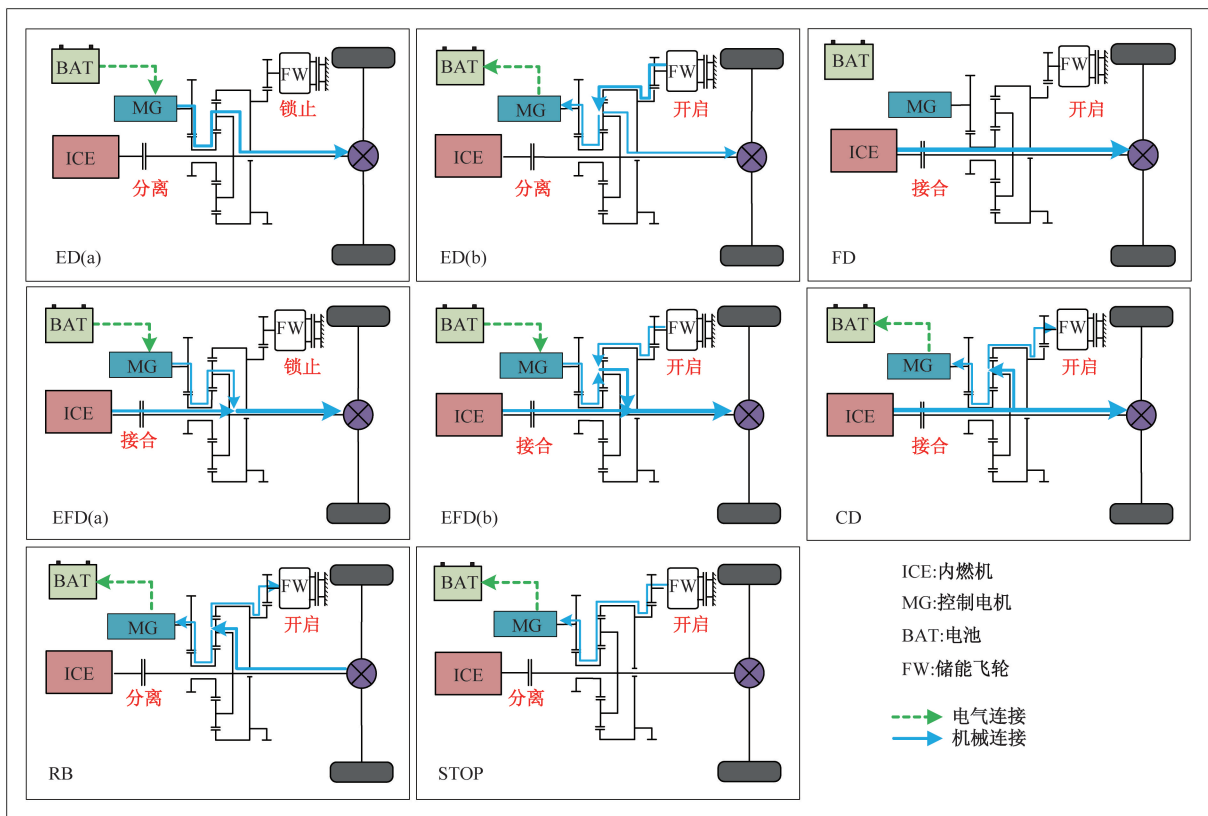 BAT
FW
MG
锁止
ICE
分离
ED(a)
BAT
FW
MG
开启
ICE
分离
ED(b)
BAT
FW
MG
开启
ICE
接合
FD
BAT
FW
MG
锁止
ICE
接合
EFD(a)
BAT
FW
MG
开启
ICE
接合
EFD(b)
BAT
FW
MG
开启
ICE
接合
CD
BAT
FW
MG
开启
ICE
分离
RB
BAT
FW
MG
开启
ICE
分离
STOP
ICE:内燃机
MG:控制电机
BAT:电池
FW:储能飞轮
电气连接
机械连接